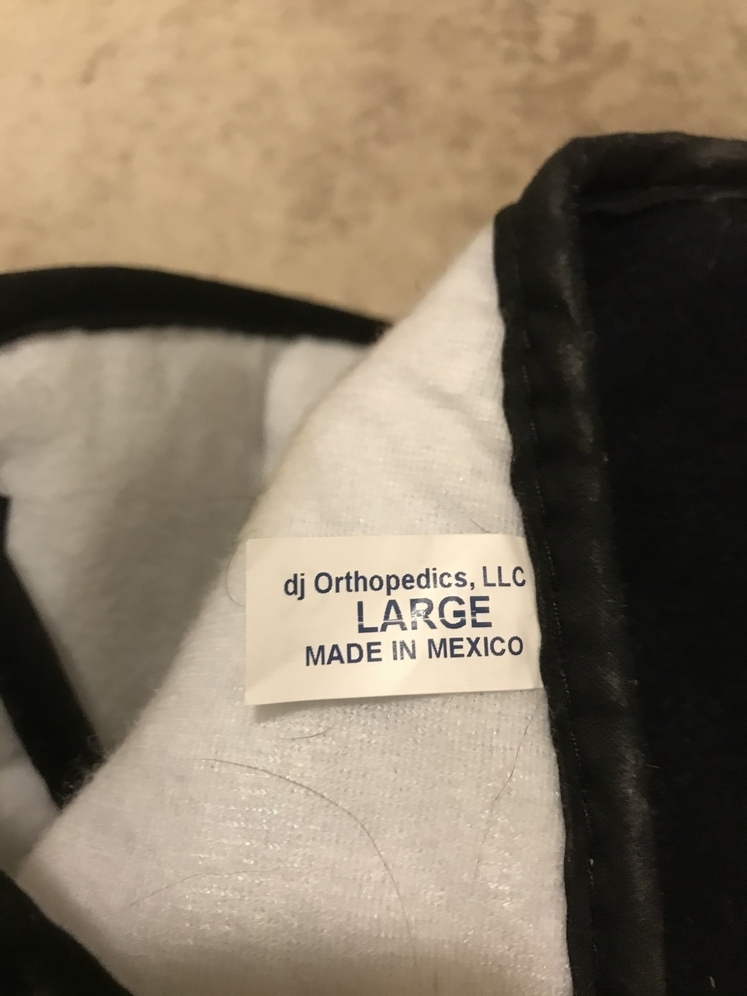 dj Orthopedics, LLC
LARGE
MADE IN MEXICO